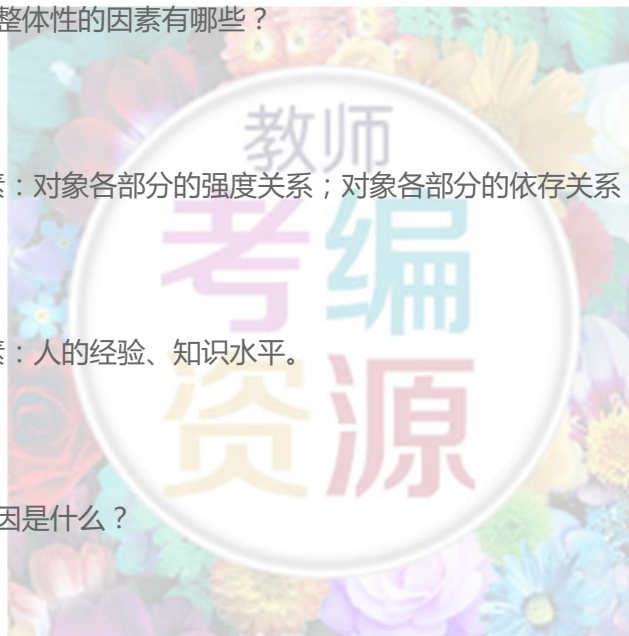 整体性的因素有哪些？
教师
素：对象各部分的强度关系；对象各部分的依存关系
考编
素：人的经验、知识水平。
资源
因是什么？